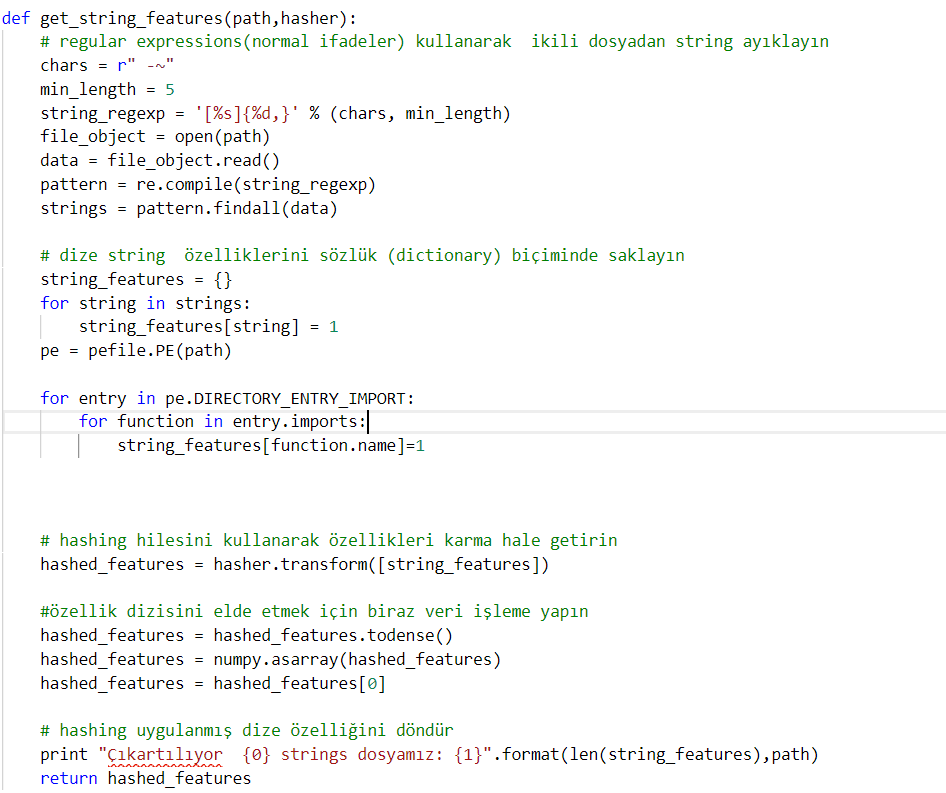 def get_string_features(path,hasher):
    # regular expressions(normal ifadeler) kullanarak  ikili dosyadan string ayıklayın
    chars = r" -~"
    min_length = 5
    string_regexp = '[%s]{%d,}' % (chars, min_length)
    file_object = open(path)
    data = file_object.read()
    pattern = re.compile(string_regexp)
    strings = pattern.findall(data)
    # dize string  özelliklerini sözlük (dictionary) biçiminde saklayın
    string_features = {}
    for string in strings:
        string_features[string] = 1
    pe = pefile.PE(path)
    for entry in pe.DIRECTORY_ENTRY_IMPORT:
        for function in entry.imports:
            string_features[function.name]=1
    # hashing hilesini kullanarak özellikleri karma hale getirin
    hashed_features = hasher.transform([string_features])
    #özellik dizisini elde etmek için biraz veri işleme yapın
    hashed_features = hashed_features.todense()
    hashed_features = numpy.asarray(hashed_features)
    hashed_features = hashed_features[0]
    # hashing uygulanmış dize özelliğini döndür
    print "Çıkartılıyor  {0} strings dosyamız: {1}".format(len(string_features),path)
    return hashed_features